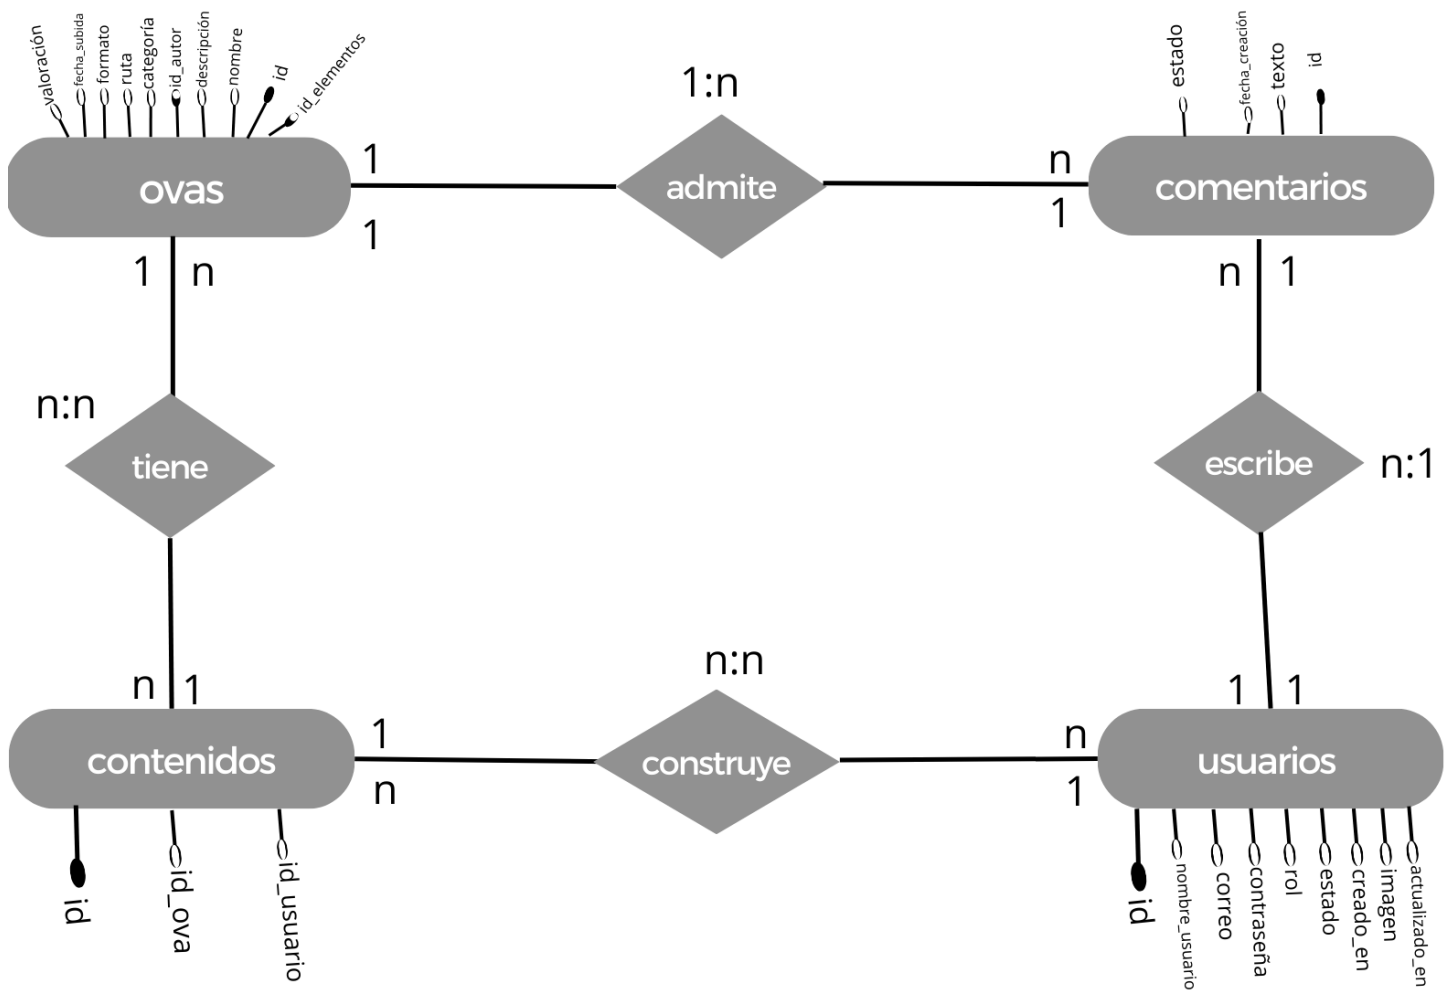 valoración
fecha_subida
formato
ruta
categoría
id_autor
descripción
nombre
id
id_elementos
estado
fecha_creación
texto
id
1:n
ovas
1
admite
n
comentarios
1
1
1
n
n
1
n:n
tiene
escribe
n:1
n:n
n
1
1
1
contenidos
1
construye
n
usuarios
n
1
id
id_ova
id_usuario
id
nombre_usuario
correo
contraseña
rol
estado
creado_en
imagen
actualizado_en